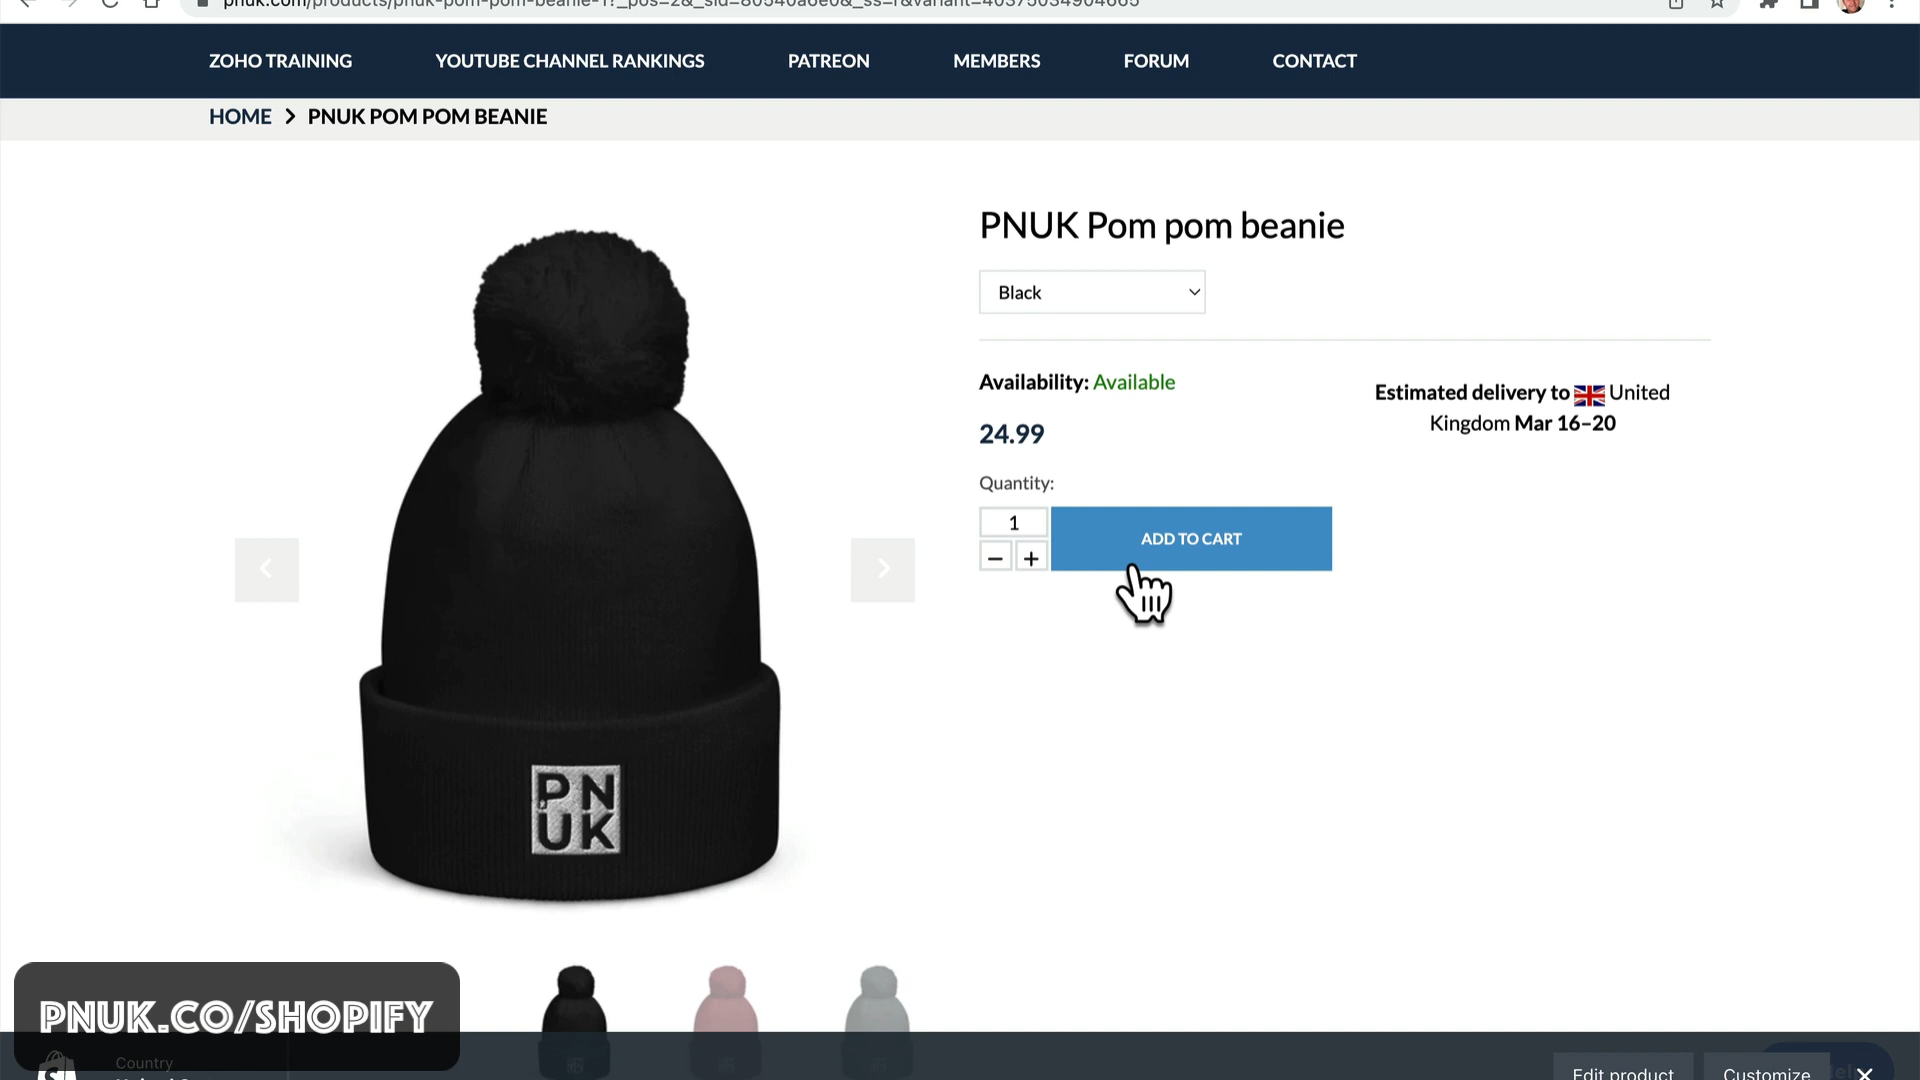 ZOHO TRAINING YOUTUBE CHANNEL RANKINGS PATREON MEMBERS FORUM CONTACT
HOME > PNUK POM POM BEANIE
PNUK Pom pom beanie
Black
Availability: Available
Estimated delivery to United
Kingdom Mar 16–20
24.99
Quantity:
1
− +
ADD TO CART
PN
UK
PNUK.CO/SHOPIFY
Country
Edit product Customize